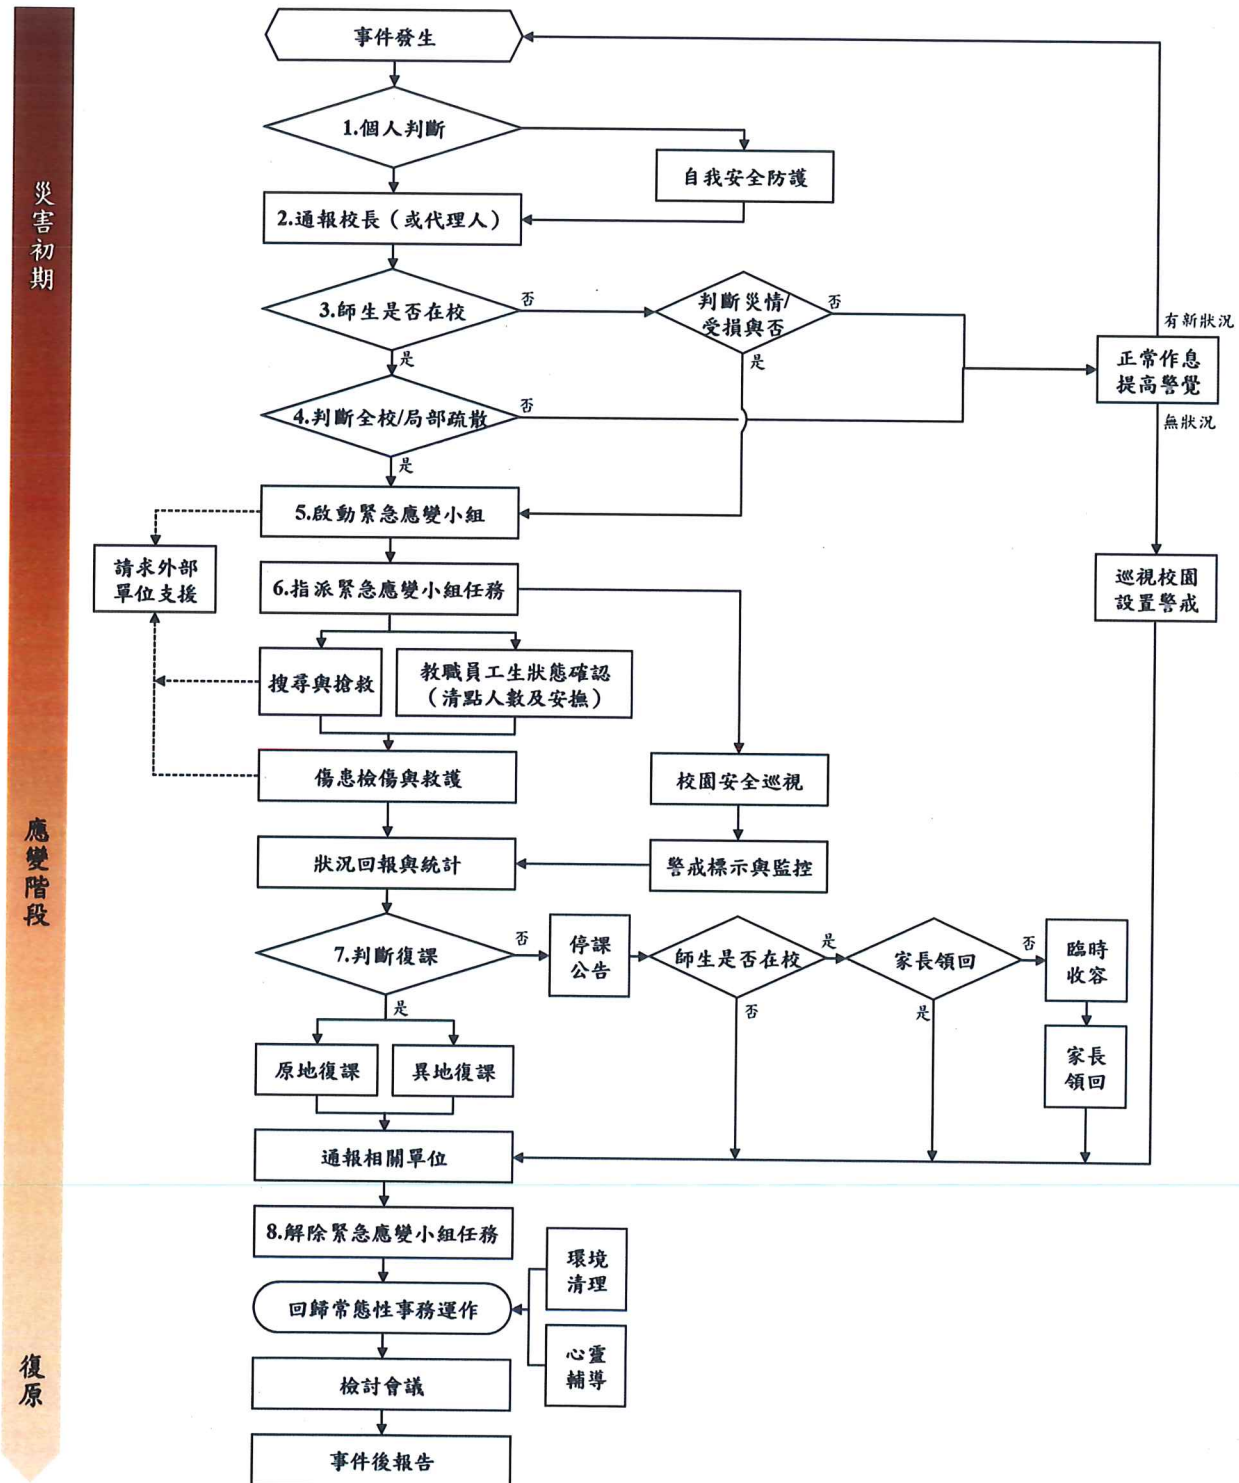 災害初期
應變階段
復原
事件發生
1.個人判斷
自我安全防護
2.通報校長（或代理人）
3.師生是否在校
否
是
判斷災情/
受損與否
否
是
有新狀況
正常作息
提高警覺
無狀況
4.判斷全校/局部疏散
否
是
5.啟動緊急應變小組
請求外部
單位支援
6.指派緊急應變小組任務
巡視校園
設置警戒
搜尋與搶救
教職員工生狀態確認
（清點人數及安撫）
傷患檢傷與救護
校園安全巡視
狀況回報與統計
警戒標示與監控
7.判斷復課
否
是
停課
公告
師生是否在校
是
否
家長領回
否
是
臨時
收容
家長
領回
原地復課
異地復課
通報相關單位
8.解除緊急應變小組任務
環境
清理
回歸常態性事務運作
心靈
輔導
檢討會議
事件後報告